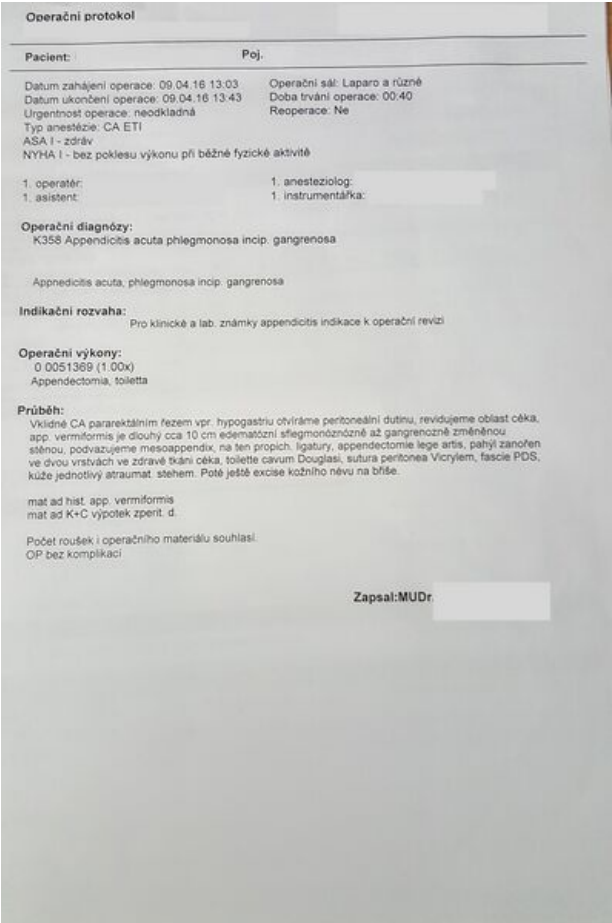 Operační protokol
Pacient:
Poj.
Datum zahájení operace: 09.04.16 13:03
Operační sál: Laparo a různé
Datum ukončení operace: 09.04.16 13:43
Doba trvání operace: 00:40
Urgentnost operace: neodkladná
Reoperace: Ne
Typ anestézie: CA ETI
ASA I - zdráv
NYHA I - bez poklesu výkonu při běžné fyzické aktivitě
1. operatér:
1. anesteziolog:
1. asistent:
1. instrumentářka:
Operační diagnózy:
K358 Appendicitis acuta phlegmonosa incip. gangrenosa
Appnedicitis acuta, phlegmonosa incip. gangrenosa
Indikační rozvaha:
Pro klinické a lab. známky appendicitis indikace k operační revizi
Operační výkony:
0 0051369 (1.00x)
Appendectomia, toiletta
Průběh:
Vklidné CA pararektálním řezem vpr. hypogastriu otvíráme peritoneální dutinu, revidujeme oblast céka,
app. vermiformis je dlouhý cca 10 cm edematózní sflegmonóznózně až gangrenozně změněnou
stěnou, podvazujeme mesoappendix, na ten propich. ligatury, appendectomie lege artis, pahýl zanořen
ve dvou vrstvách ve zdravé tkáni céka, toilette cavum Douglasi, sutura peritonea Vicrylem, fascie PDS,
kůže jednotlivý atraumat. stehem. Poté ještě excise kožního névu na břiše.
mat ad hist. app. vermiformis
mat ad K+C výpotek zperit. d.
Počet roušek i operačního materiálu souhlasí.
OP bez komplikací
Zapsal:MUDr.